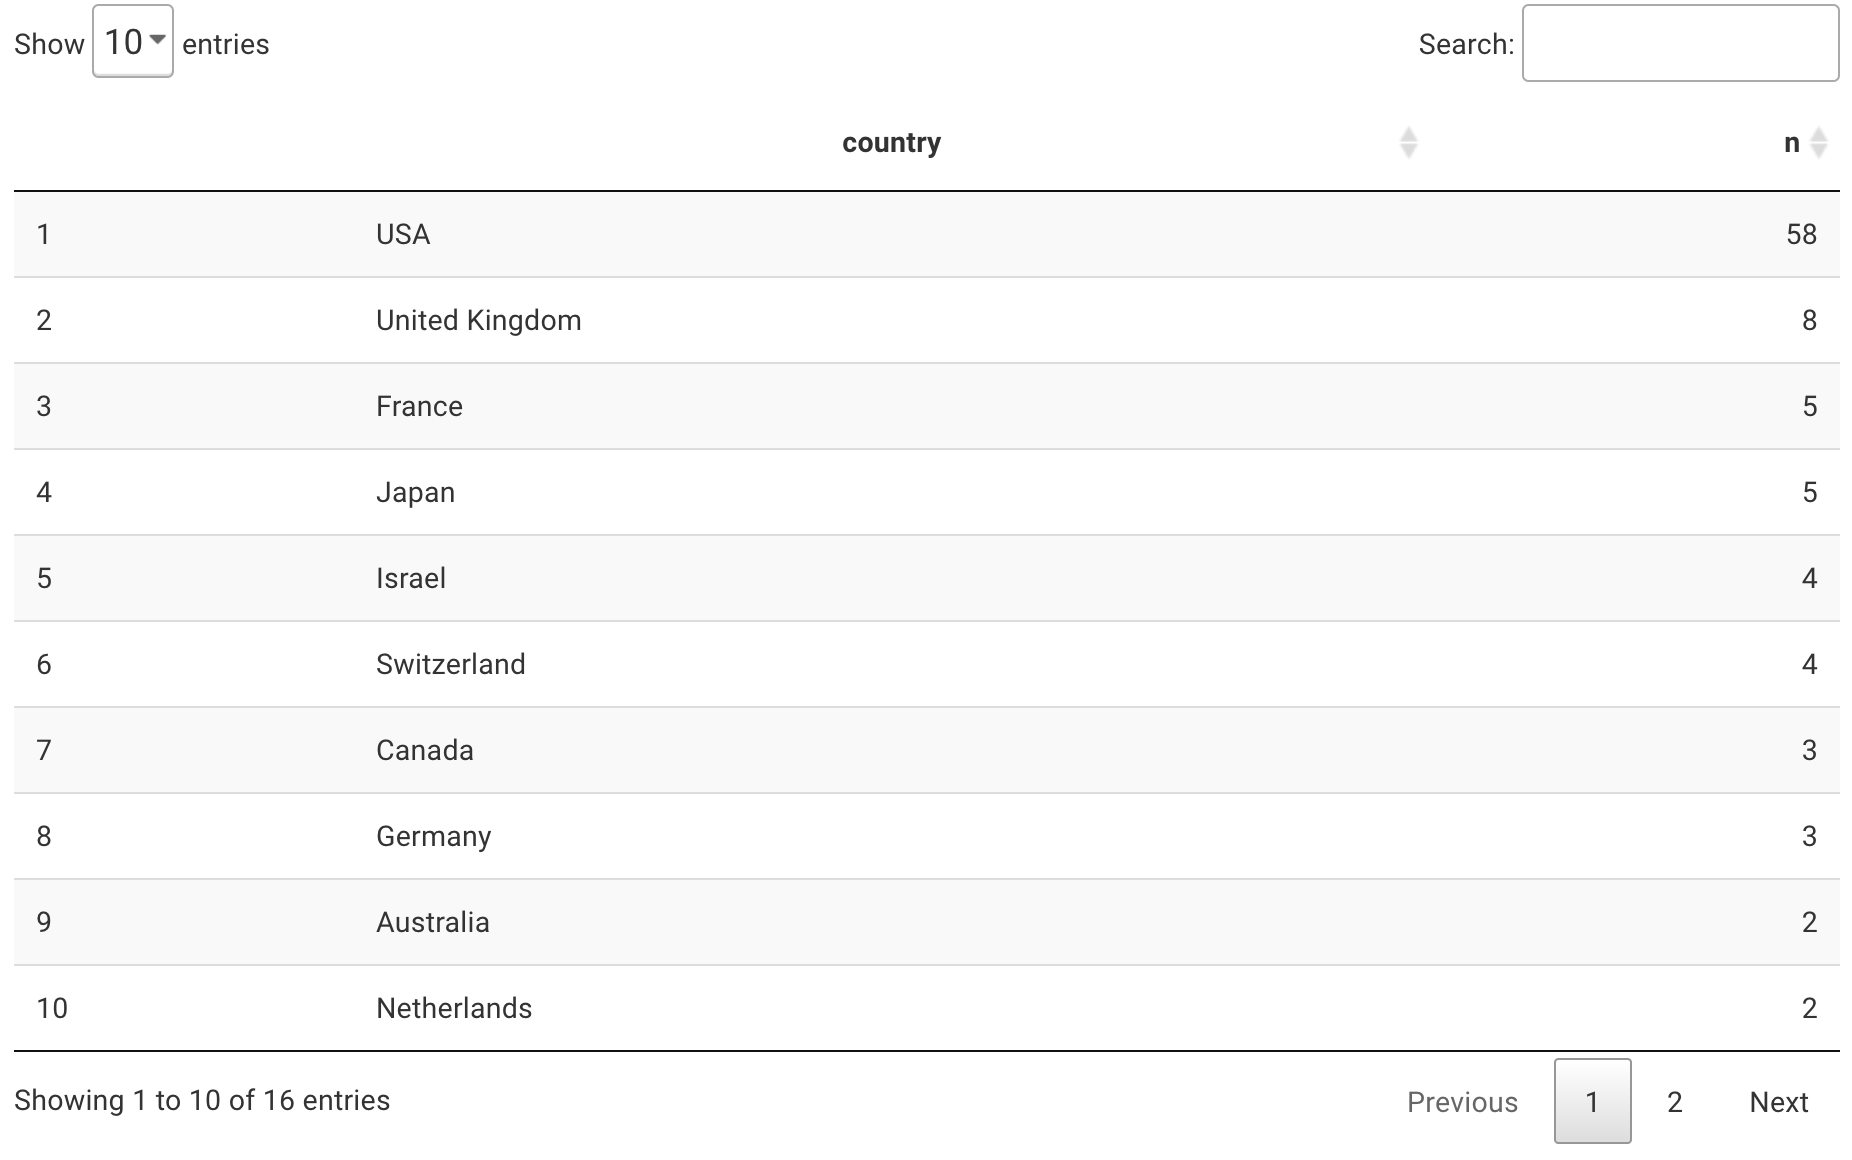 Show 10 entries Search:
country n
1 USA 58
2 United Kingdom 8
3 France 5
4 Japan 5
5 Israel 4
6 Switzerland 4
7 Canada 3
8 Germany 3
9 Australia 2
10 Netherlands 2
Showing 1 to 10 of 16 entries Previous 1 2 Next